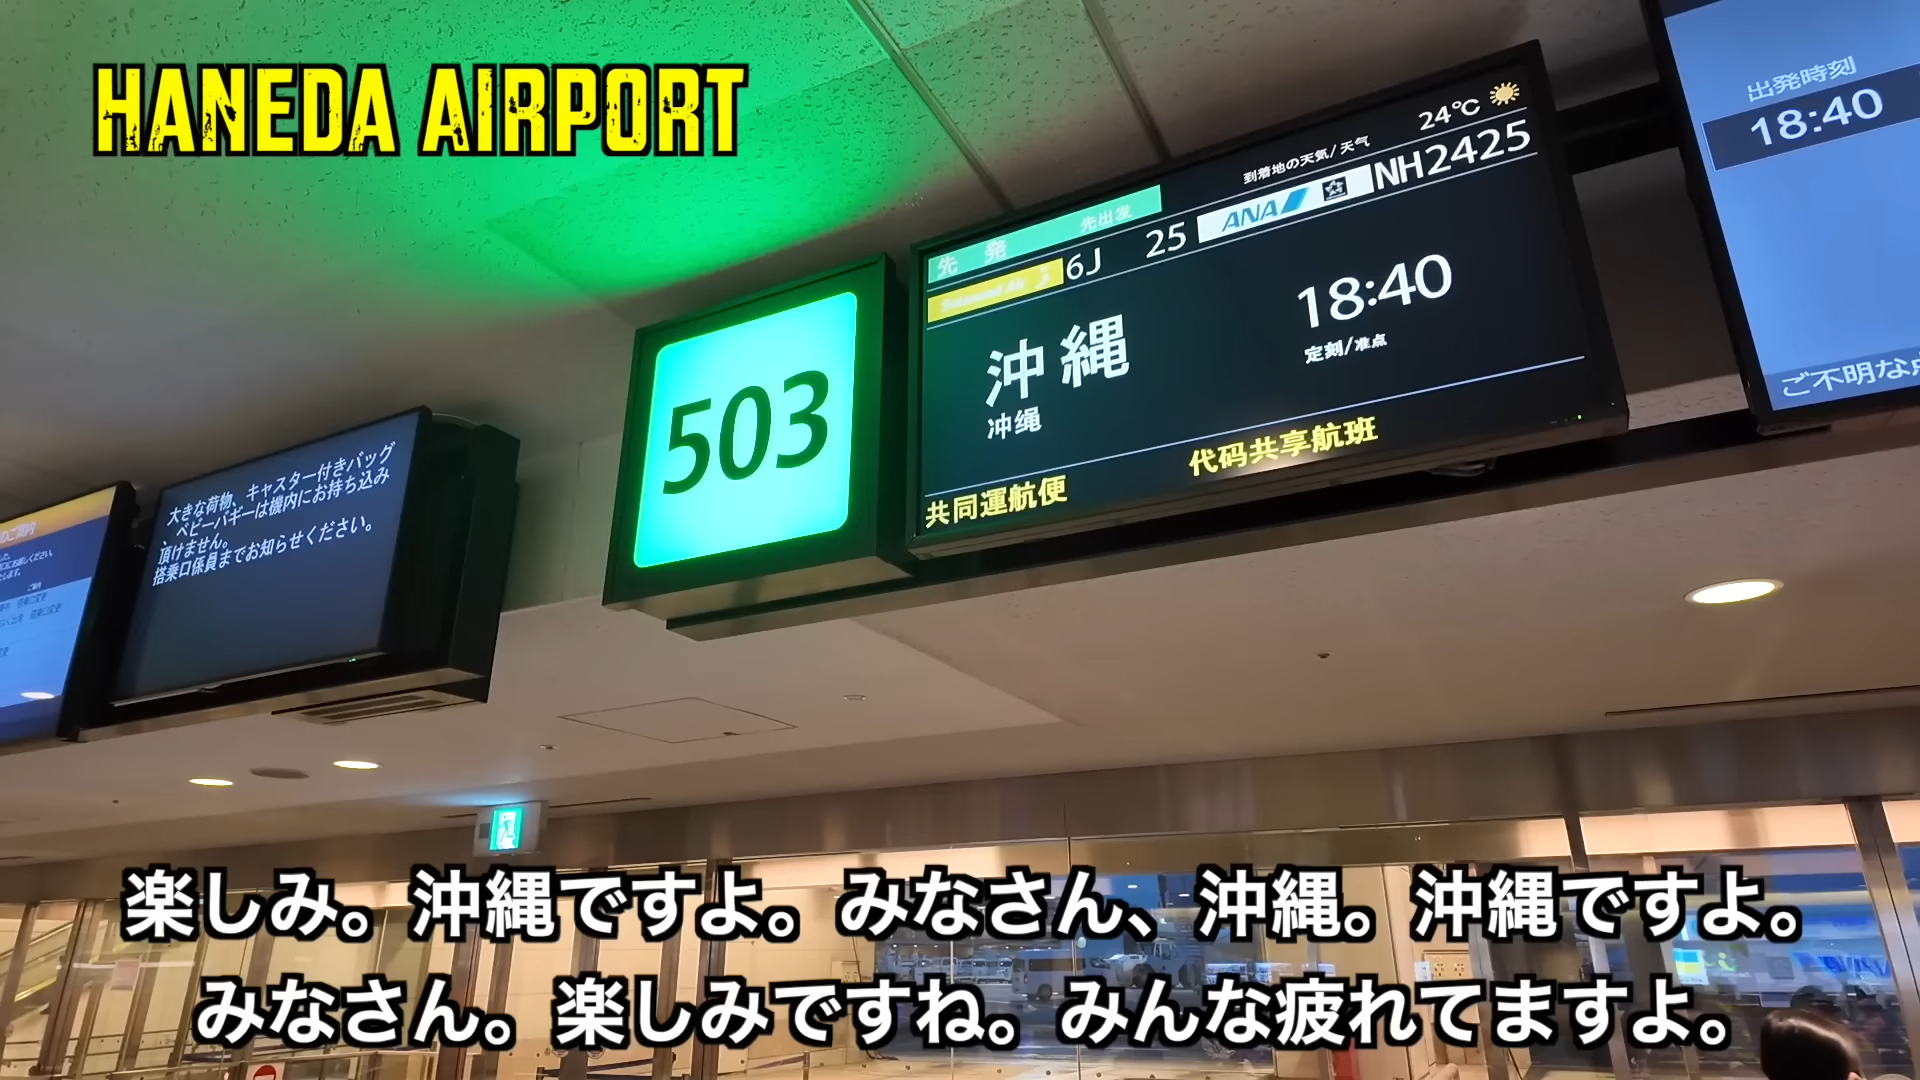 HANEDA AIRPORT
出発時刻
18:40
ご不明な
24℃
到着地の天気/天气
先 発 先出发
6J 25 ANA NH2425
沖縄 18:40
冲绳 定刻/准点
共同運航便 代码共享航班
503
大きな荷物、キャスター付きバッグ
、ベビーバギーは機内にお持ち込み
頂けません。
搭乗口係員までお知らせください。
楽しみ。沖縄ですよ。みなさん、沖縄。沖縄ですよ。
みなさん。楽しみですね。みんな疲れてますよ。